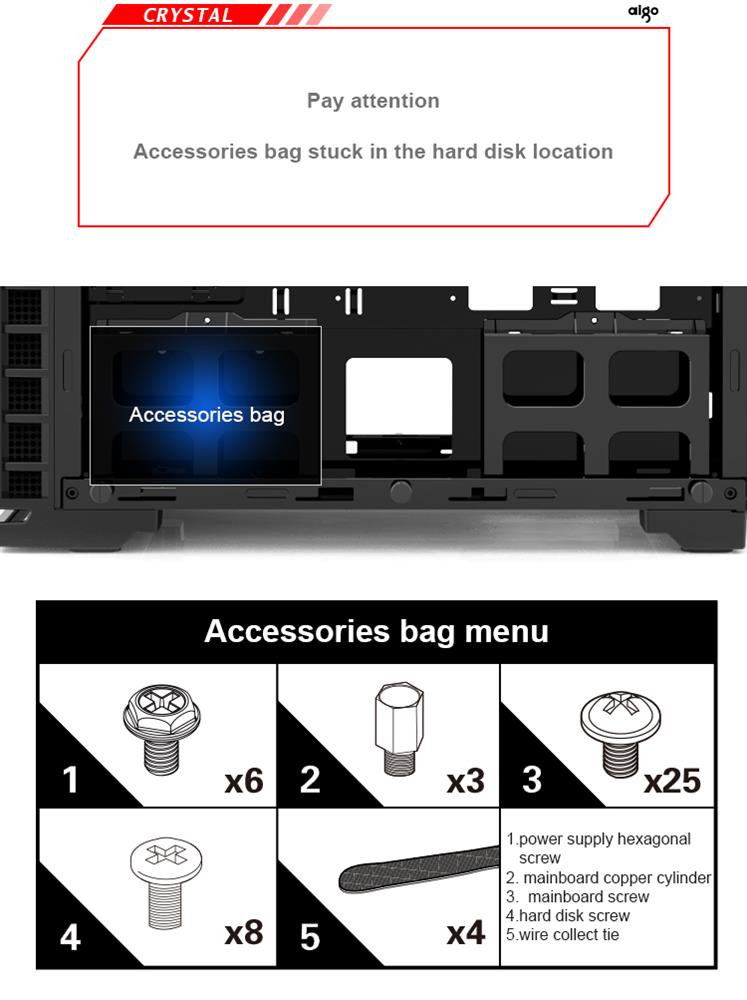 CRYSTAL
aigo
Pay attention
Accessories bag stuck in the hard disk location
Accessories bag
Accessories bag menu
1
x6
2
x3
3
x25
4
x8
5
x4
1.power supply hexagonal
screw
2. mainboard copper cylinder
3. mainboard screw
4.hard disk screw
5.wire collect tie